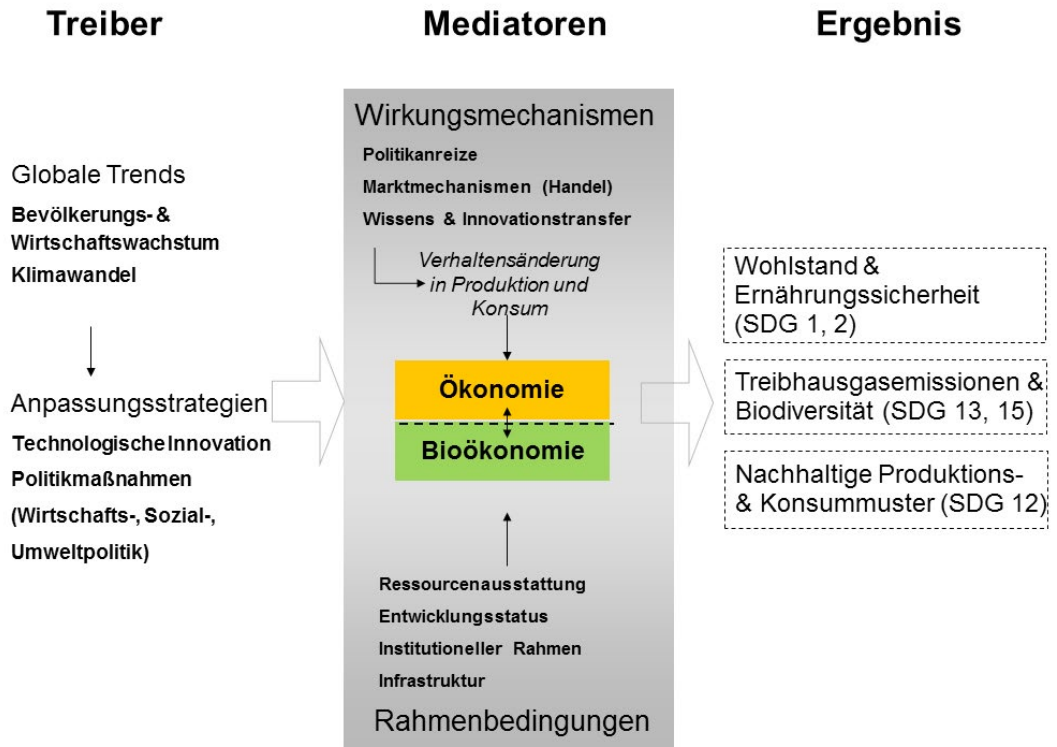 Treiber
Mediatoren
Ergebnis
Globale Trends
Bevölkerungs- &
Wirtschaftswachstum
Klimawandel
Anpassungsstrategien
Technologische Innovation
Politikmaßnahmen
(Wirtschafts-, Sozial-,
Umweltpolitik)
Wirkungsmechanismen
Politikanreize
Marktmechanismen (Handel)
Wissens & Innovationstransfer
Verhaltensänderung
in Produktion und
Konsum
Ökonomie
Bioökonomie
Ressourcenausstattung
Entwicklungsstatus
Institutioneller Rahmen
Infrastruktur
Rahmenbedingungen
Wohlstand &
Ernährungssicherheit
(SDG 1, 2)
Treibhausgasemissionen &
Biodiversität (SDG 13, 15)
Nachhaltige Produktions-
& Konsummuster (SDG 12)